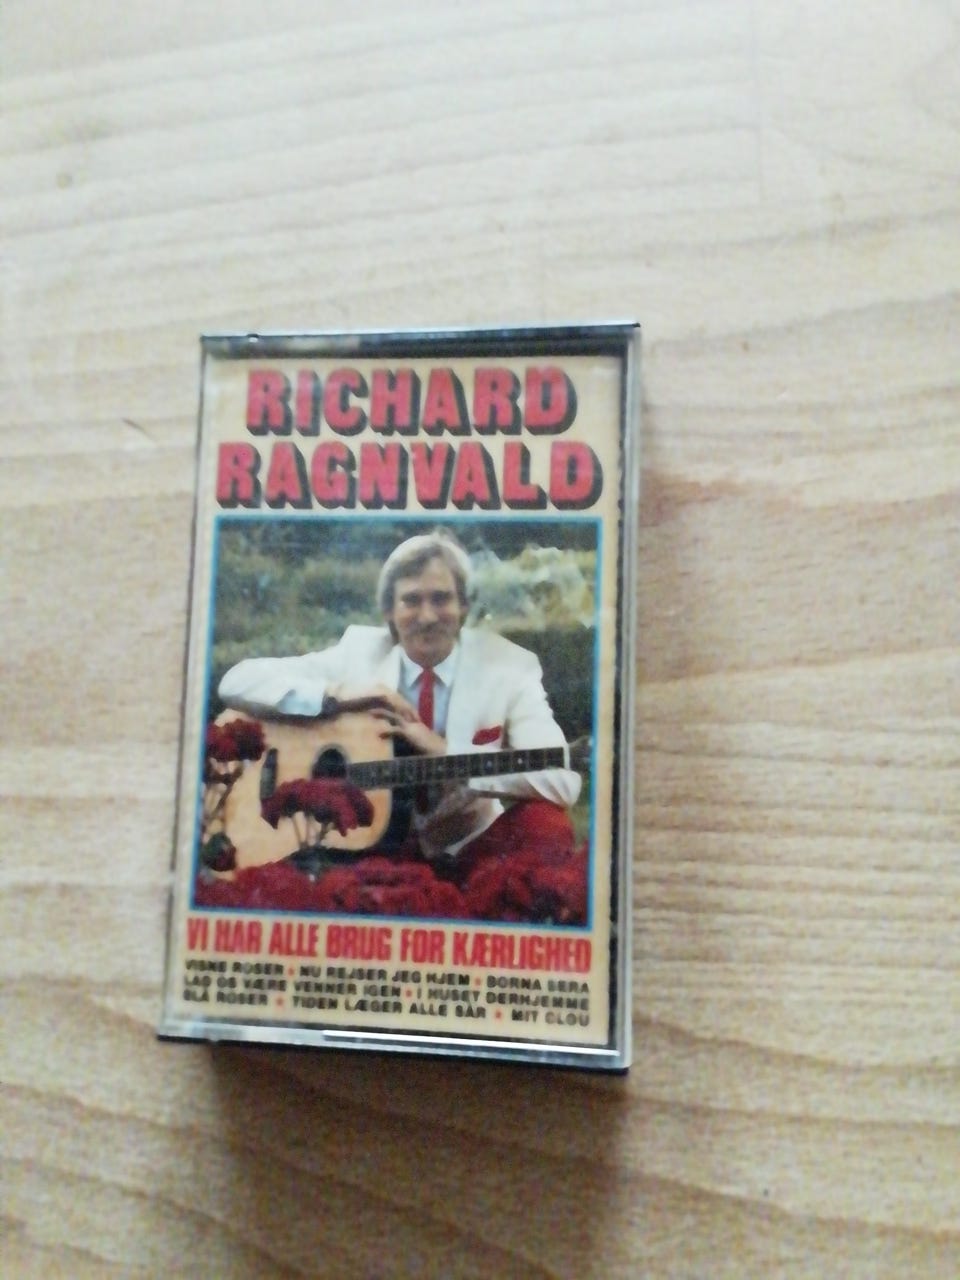 RICHARD
RAGNVALD
VI HAR ALLE BRUG FOR KÆRLIGHED
VISNE ROSER • NU REJSER JEG HJEM • BORNA SERA
LAD OS VÆRE VENNER IGEN • I HUSET DERHJEMME
BLÅ ROSER • TIDEN LÆGER ALLE SÅR • MIT CLOU